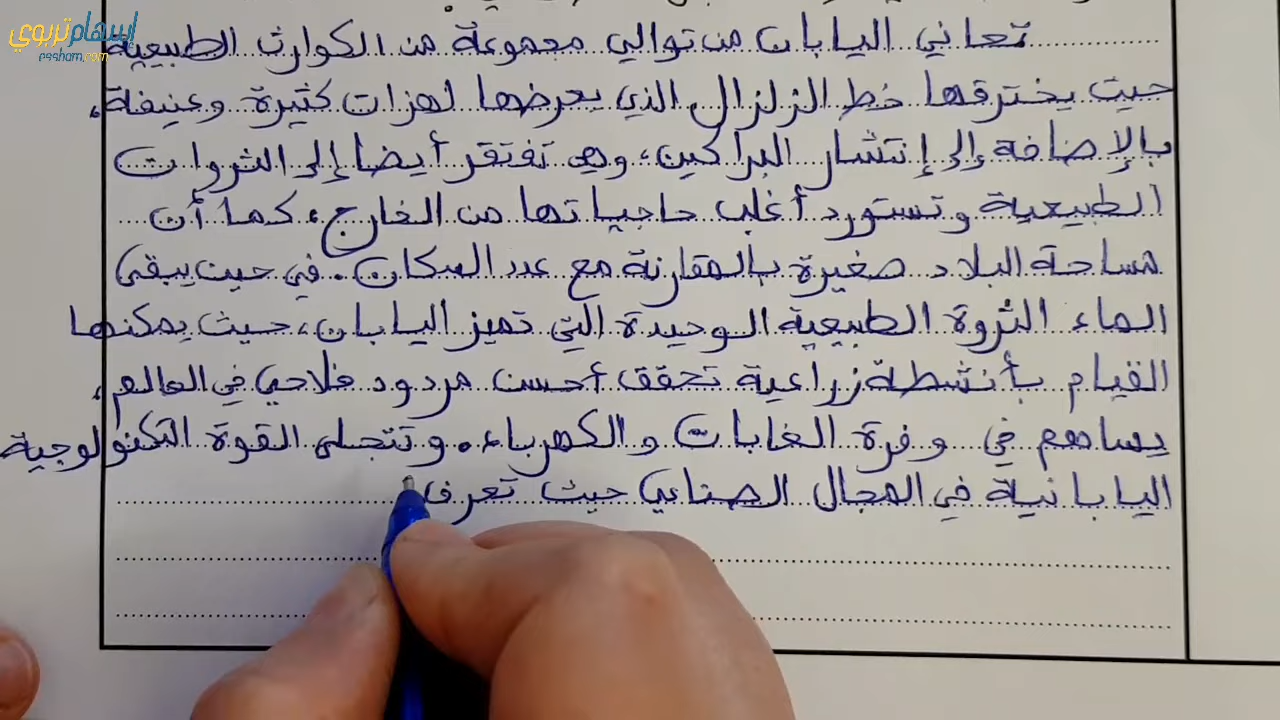 إسهام تربوي
essham.com
تعاني اليابان من توالي مجموعة من الكوارث الطبيعية
حيث يخترقها خط الزلزال الذي يعرضها لهزات كثيرة وعنيفة،
بالإضافة إلى إنتشار البراكين، وهي تفتقر أيضا إلى الثروات
الطبيعية وتستورد أغلب حاجياتها من الخارج، كما أن
مساحة البلاد صغيرة بالمقارنة مع عدد السكان. في حين يبقى
الماء الثروة الطبيعية الوحيدة التي تميز اليابان، حيث يمكنها
القيام بأنشطة زراعية تحقق أحسن مردود فلاحي في العالم،
يساهم في وفرة الغابات والكهرباء. وتتجلى القوة التكنولوجية
اليابانية في المجال الصناعي حيث تعرف